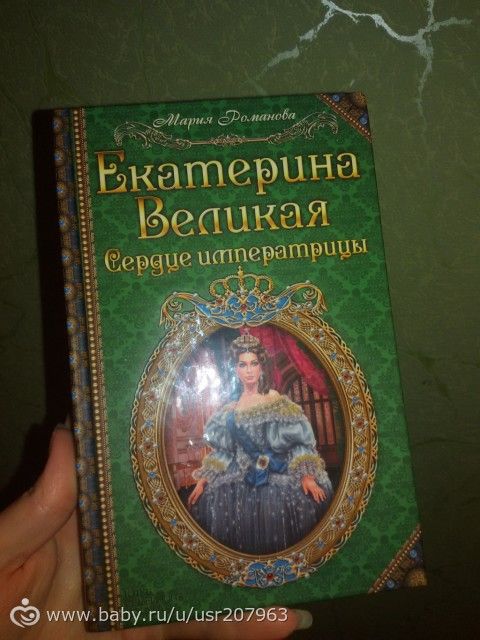 Мария Романова
Екатерина
Великая
Сердце императрицы
www.baby.ru/u/usr207963